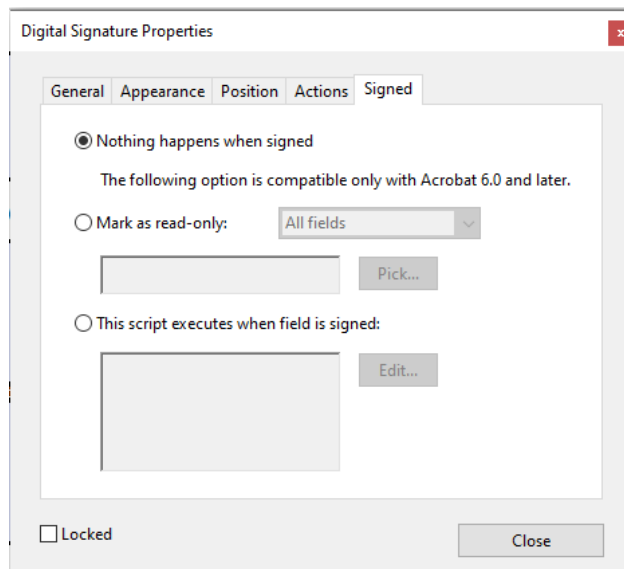 Digital Signature Properties
x
General Appearance Position Actions Signed
Nothing happens when signed
The following option is compatible only with Acrobat 6.0 and later.
Mark as read-only: All fields
Pick...
This script executes when field is signed:
Edit...
Locked
Close